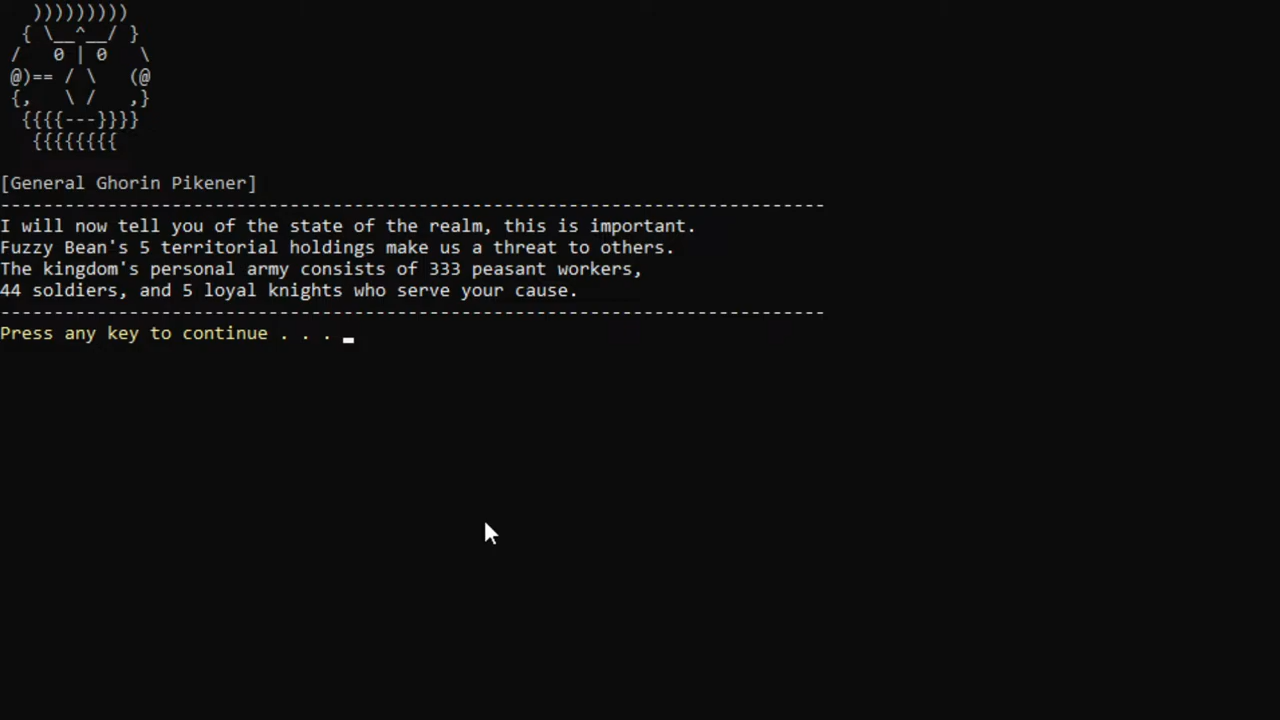 )))))))))
  { \__^__/ }
 /   0 | 0   \
 @)== / \   (@
 {,   \ /   ,}
  {{{{---}}}}
   {{{{{{{{
[General Ghorin Pikener]
-----------------------------------------------------------------------------
I will now tell you of the state of the realm, this is important.
Fuzzy Bean's 5 territorial holdings make us a threat to others.
The kingdom's personal army consists of 333 peasant workers,
44 soldiers, and 5 loyal knights who serve your cause.
-----------------------------------------------------------------------------
Press any key to continue . . .